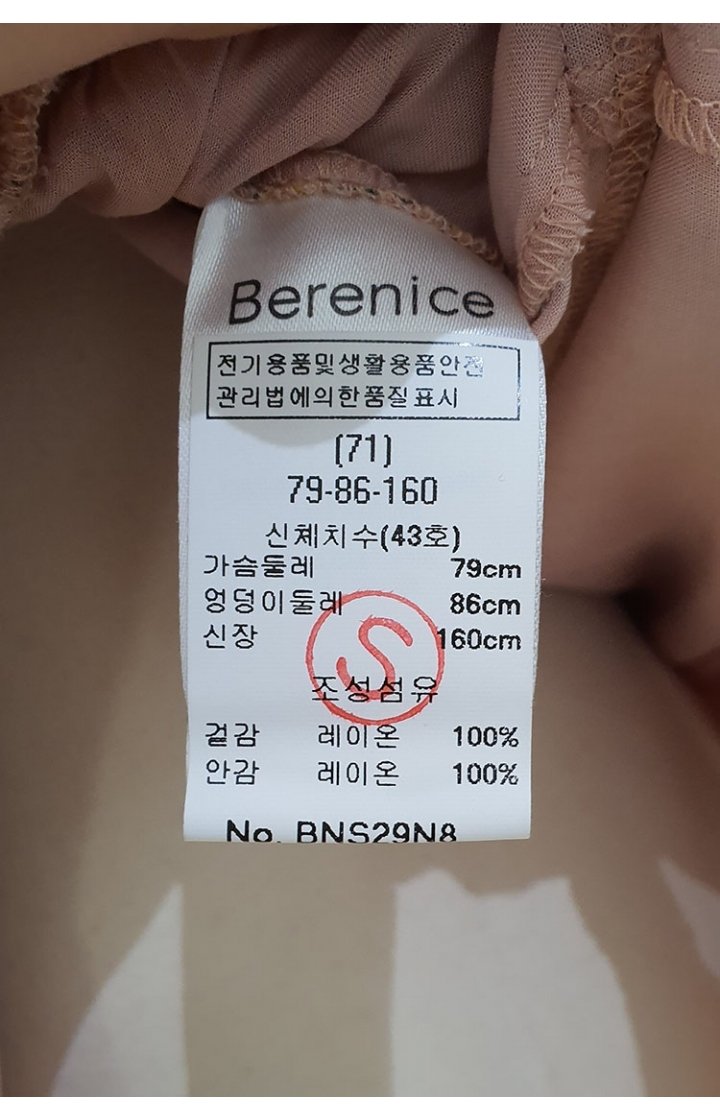 Berenice
전기용품및생활용품안전
관리법에의한품질표시
(71)
79-86-160
신체치수(43호)
가슴둘레 79cm
엉덩이둘레 86cm
신장 160cm
S
조성섬유
겉감 레이온 100%
안감 레이온 100%
No. BNS29N8